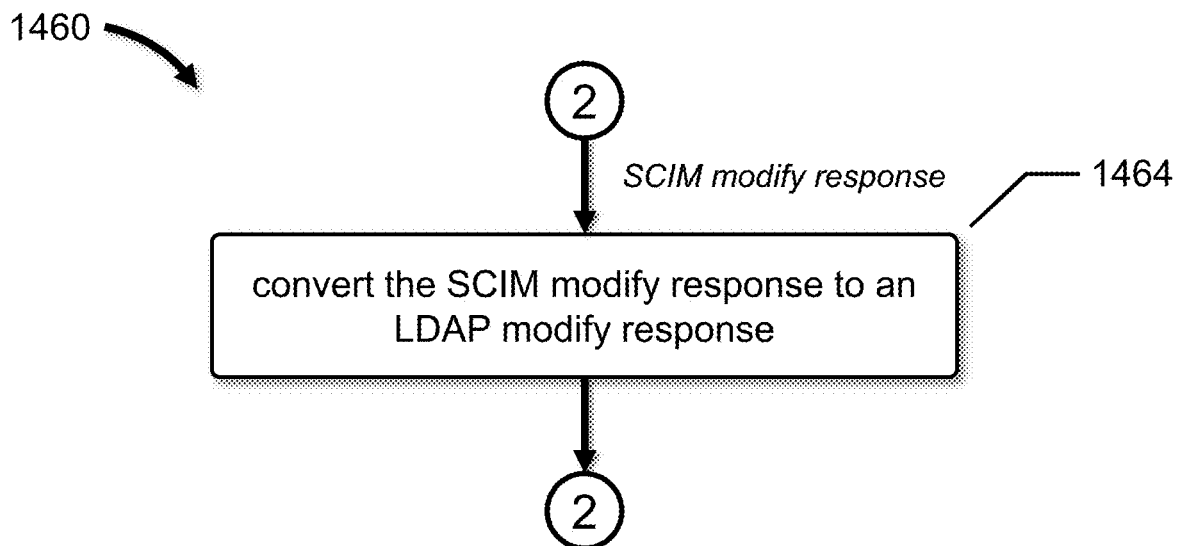 1460
2
SCIM modify response
1464
convert the SCIM modify response to an
LDAP modify response
2